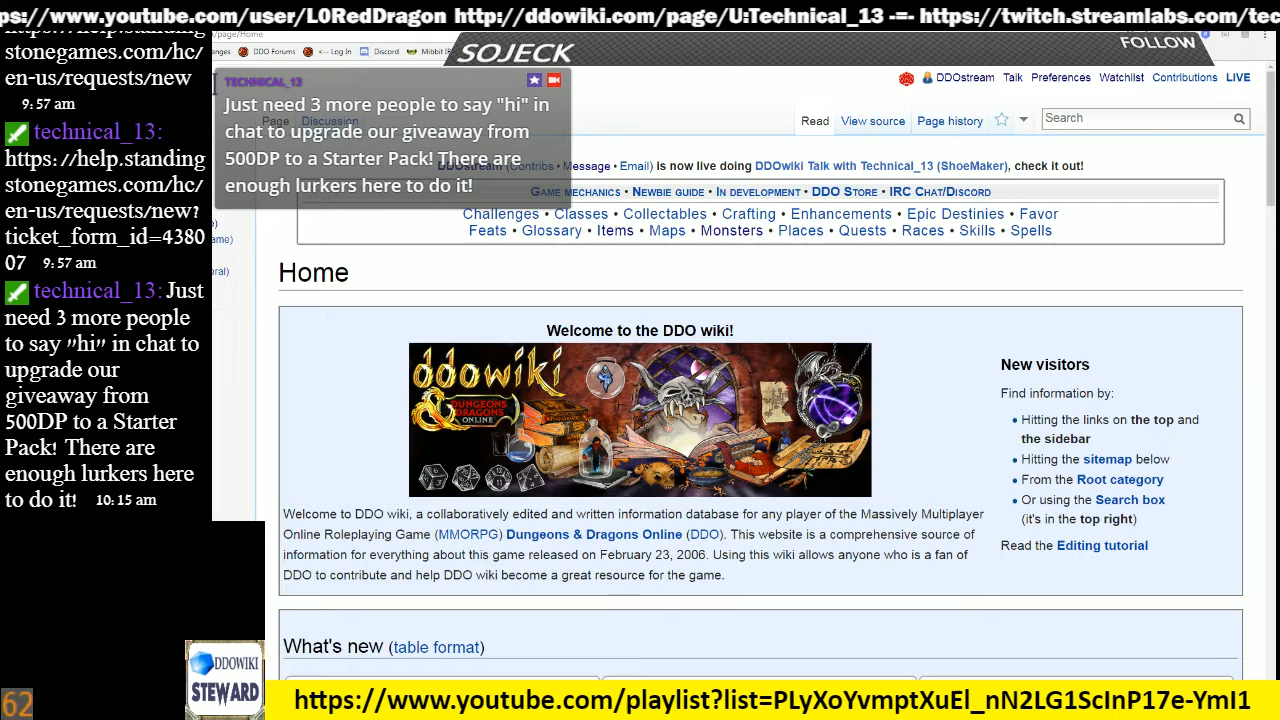 ps://www.youtube.com/user/L0RedDragon http://ddowiki.com/page/U:Technical_13 -=- https://twitch.streamlabs.com/tec
stonegames.com/hc/
en-us/requests/new
9:57 am
technical_13:
https://help.standing
stonegames.com/hc/
en-us/requests/new?
ticket_form_id=4380
07 9:57 am
technical_13: Just
need 3 more people
to say "hi" in chat to
upgrade our
giveaway from
500DP to a Starter
Pack! There are
enough lurkers here
to do it! 10:15 am
62
DDO Forums <-- Log In Discord
SOJECK
FOLLOW
TECHNICAL_13
Just need 3 more people to say "hi" in
chat to upgrade our giveaway from
500DP to a Starter Pack! There are
enough lurkers here to do it!
DDOstream Talk Preferences Watchlist Contributions LIVE
Page Discussion
Read View source Page history Search
DDOstream (Contribs • Message • Email) is now live doing DDOwiki Talk with Technical_13 (ShoeMaker), check it out!
Game mechanics • Newbie guide • In development • DDO Store • IRC Chat/Discord
Challenges • Classes • Collectables • Crafting • Enhancements • Epic Destinies • Favor
Feats • Glossary • Items • Maps • Monsters • Places • Quests • Races • Skills • Spells
Home
Welcome to the DDO wiki!
ddowiki
DUNGEONS & DRAGONS ONLINE
Welcome to DDO wiki, a collaboratively edited and written information database for any player of the Massively Multiplayer
Online Roleplaying Game (MMORPG) Dungeons & Dragons Online (DDO). This website is a comprehensive source of
information for everything about this game released on February 23, 2006. Using this wiki allows anyone who is a fan of
DDO to contribute and help DDO wiki become a great resource for the game.
New visitors
Find information by:
Hitting the links on the top and
the sidebar
Hitting the sitemap below
From the Root category
Or using the Search box
(it's in the top right)
Read the Editing tutorial
What's new (table format)
DDOWIKI
STEWARD
https://www.youtube.com/playlist?list=PLyXoYvmptXuEl_nN2LG1ScInP17e-YmI1